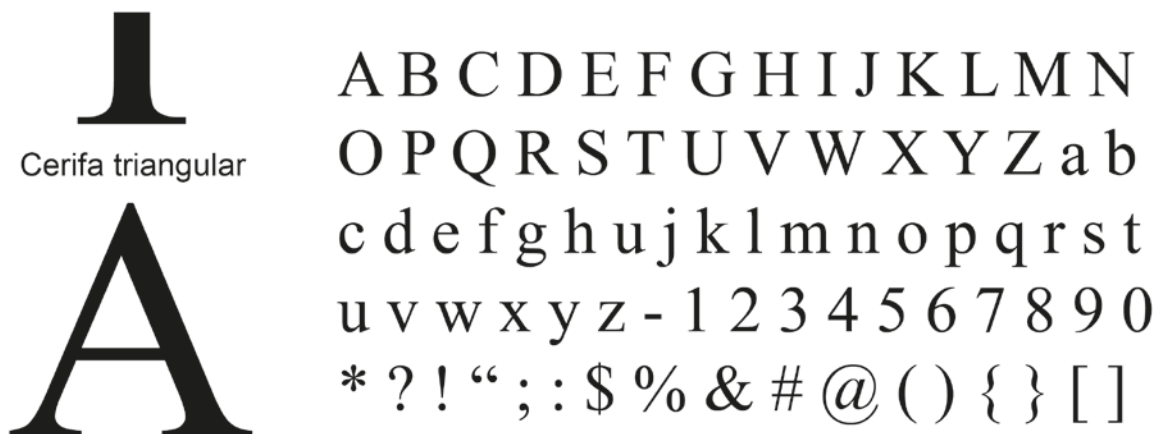 Cerifa triangular
A
A B C D E F G H I J K L M N
O P Q R S T U V W X Y Z a b
c d e f g h u j k l m n o p q r s t
u v w x y z - 1 2 3 4 5 6 7 8 9 0
* ? ! “ ; : $ % & # @ ( ) { } [ ]